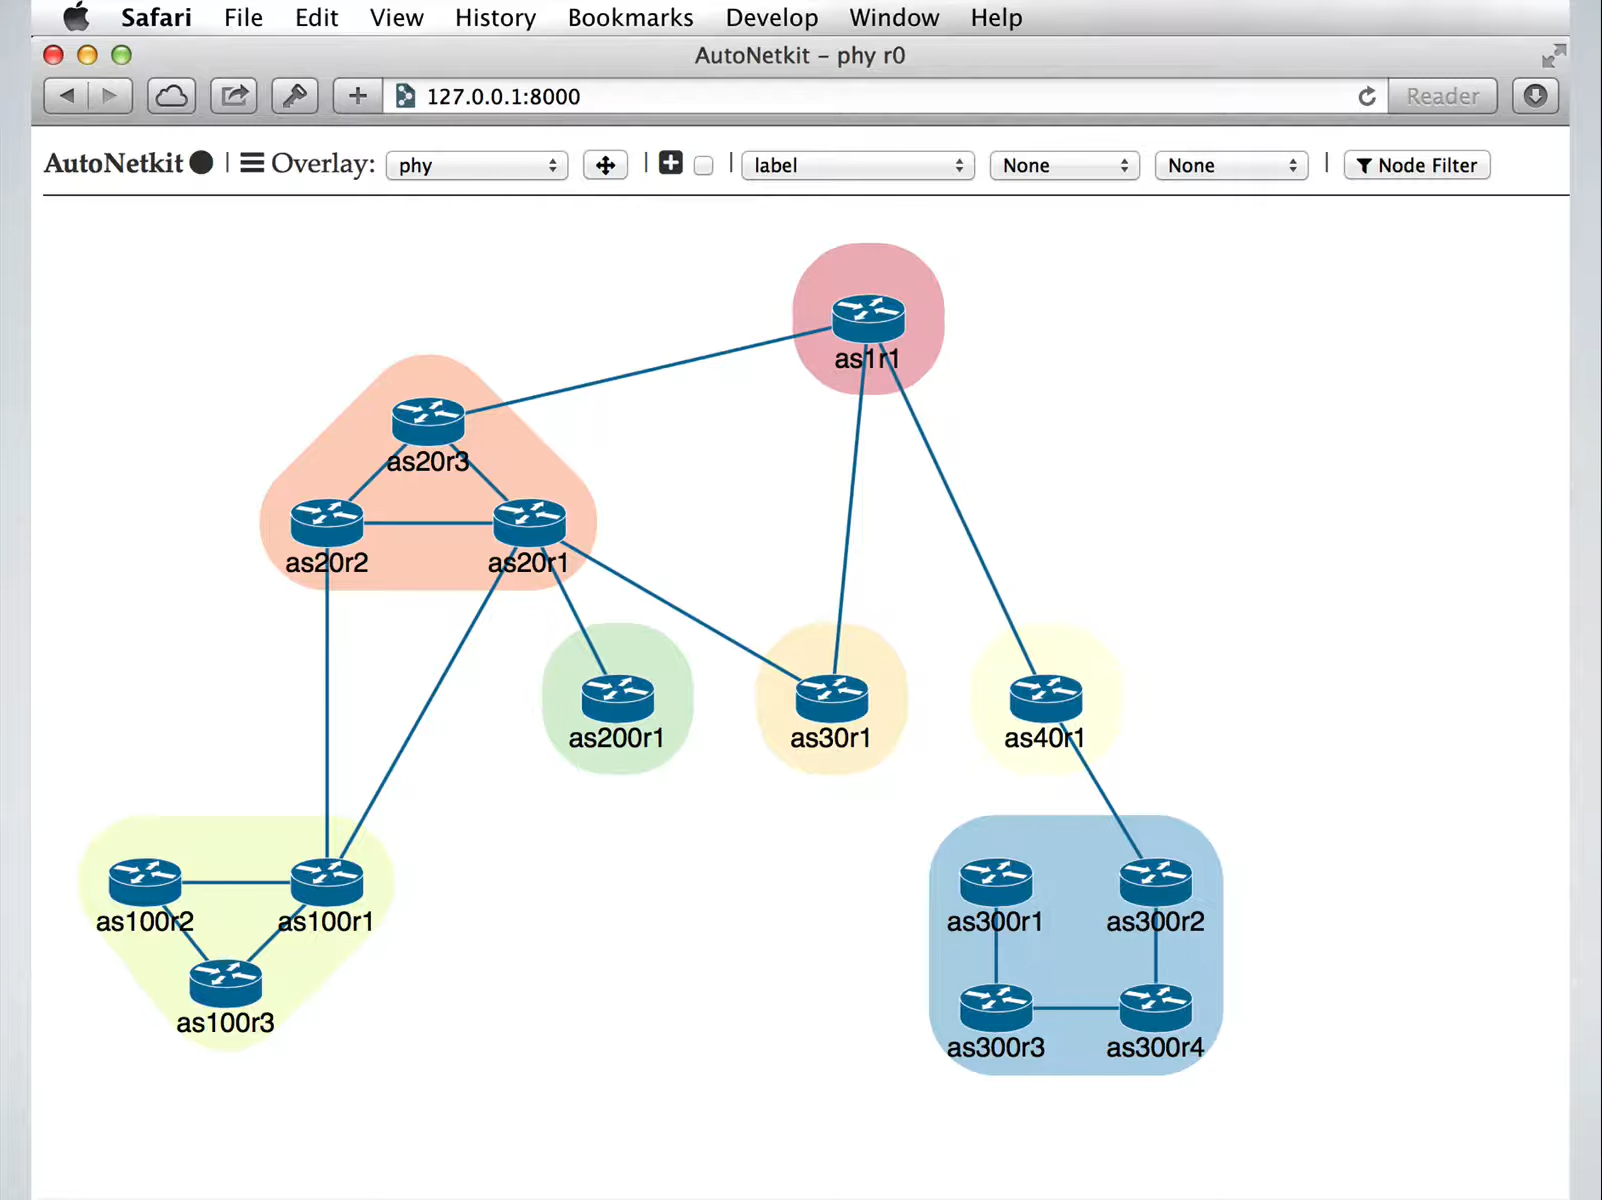 Safari File Edit View History Bookmarks Develop Window Help
AutoNetkit – phy r0
127.0.0.1:8000 Reader
AutoNetkit | Overlay: phy | | label None None | Node Filter
as1r1
as20r3
as20r2 as20r1
as200r1 as30r1 as40r1
as100r2 as100r1 as300r1 as300r2
as100r3
as300r3 as300r4